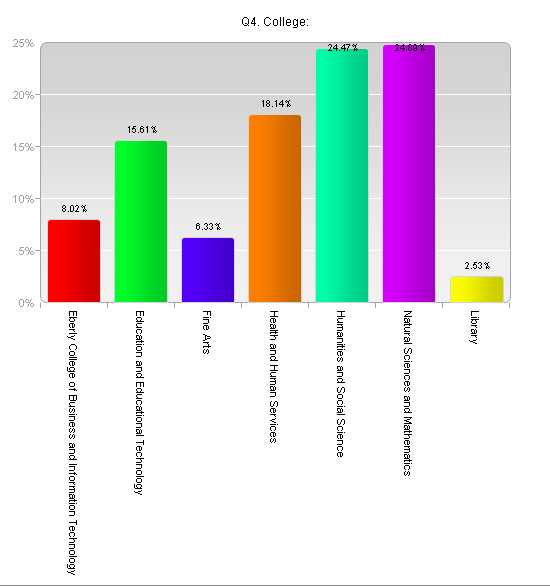 Q4. College:
25%
20%
15%
10%
5%
0%
8.02%
15.61%
6.33%
18.14%
24.47%
24.89%
2.53%
Eberly College of Business and Information Technology
Education and Educational Technology
Fine Arts
Health and Human Services
Humanities and Social Science
Natural Sciences and Mathematics
Library